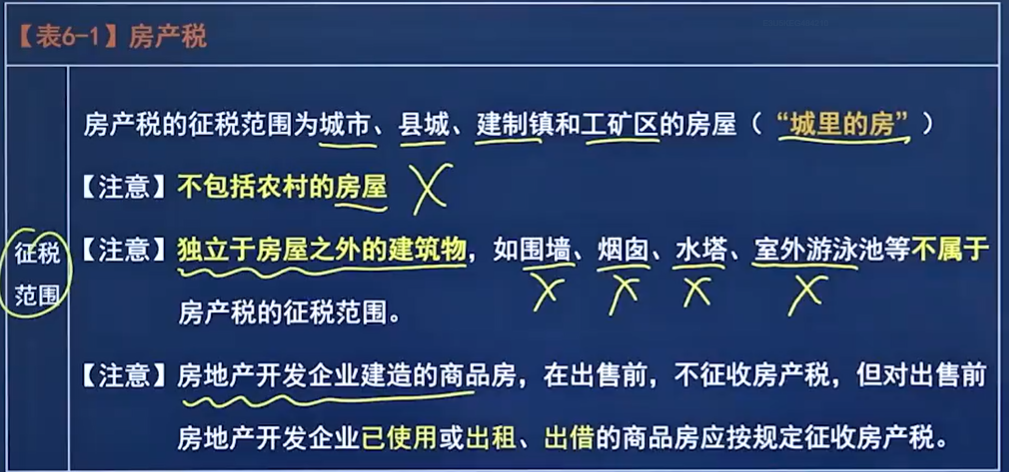 【表6-1】房产税
房产税的征税范围为城市、县城、建制镇和工矿区的房屋（“城里的房”）
【注意】不包括农村的房屋
征税
范围
【注意】独立于房屋之外的建筑物，如围墙、烟囱、水塔、室外游泳池等不属于
房产税的征税范围。
【注意】房地产开发企业建造的商品房，在出售前，不征收房产税，但对出售前
房地产开发企业已使用或出租、出借的商品房应按规定征收房产税。